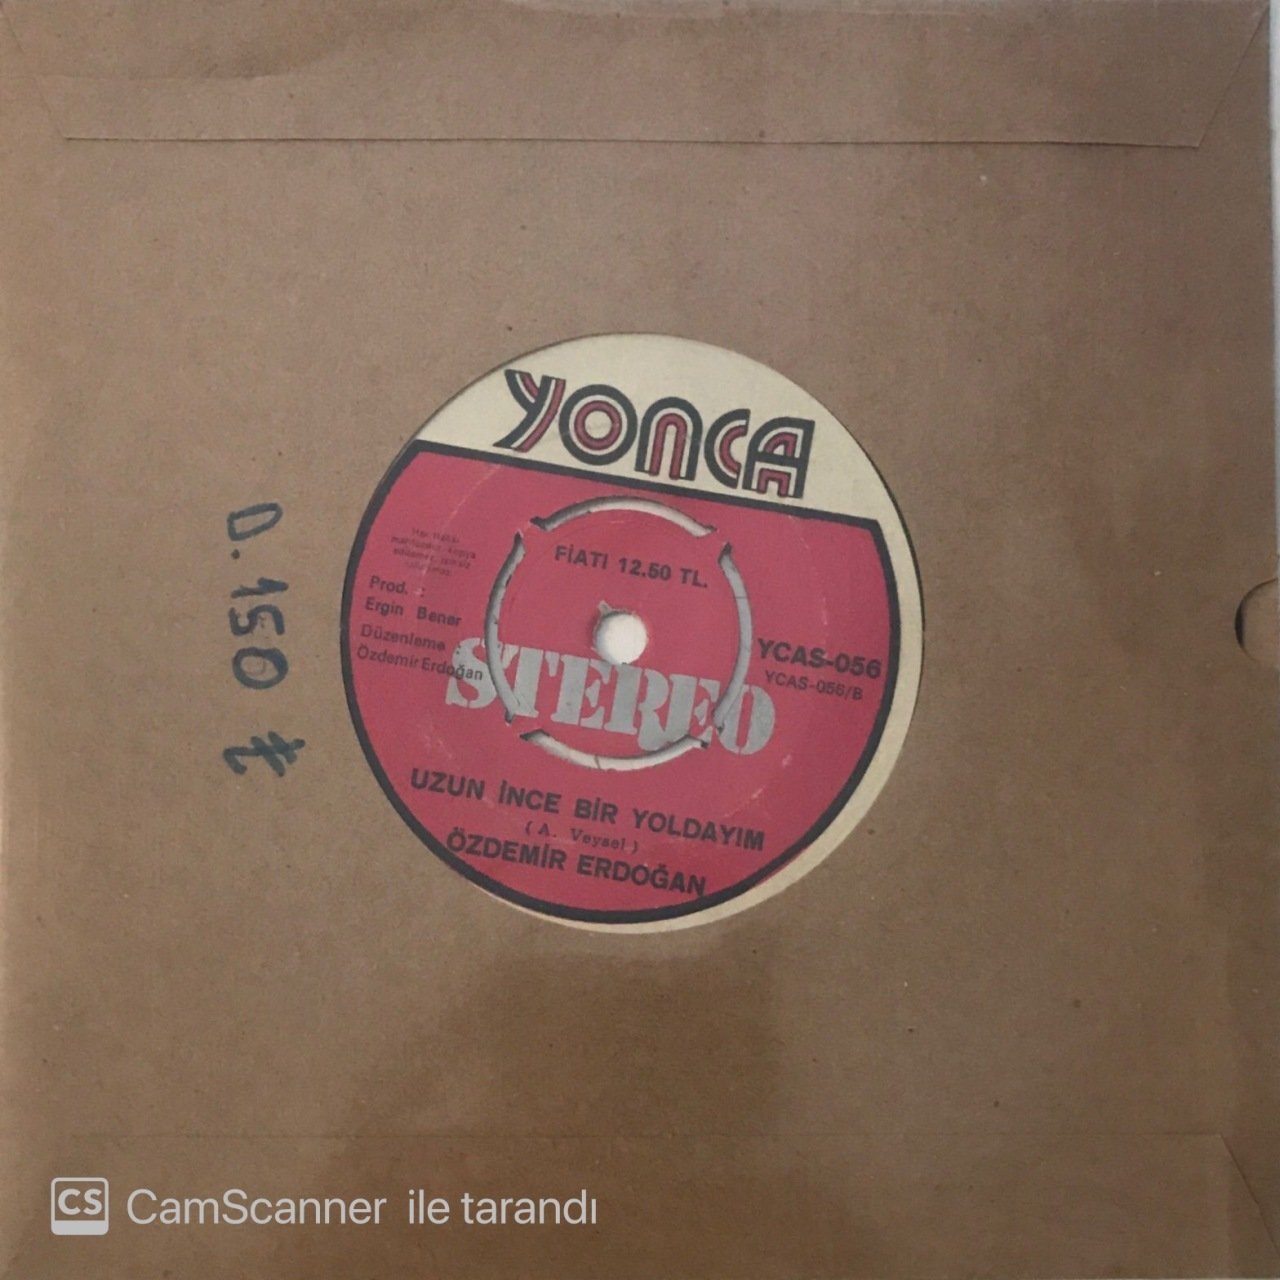 YONCA
FİATI 12.50 TL.
Prod. :
Ergin Bener
Düzenleme :
Özdemir Erdoğan
STEREO
YCAS-056
YCAS-056/B
UZUN İNCE BİR YOLDAYIM
(A. Veysel)
ÖZDEMİR ERDOĞAN
D. 150 ₺
CS CamScanner ile tarandı